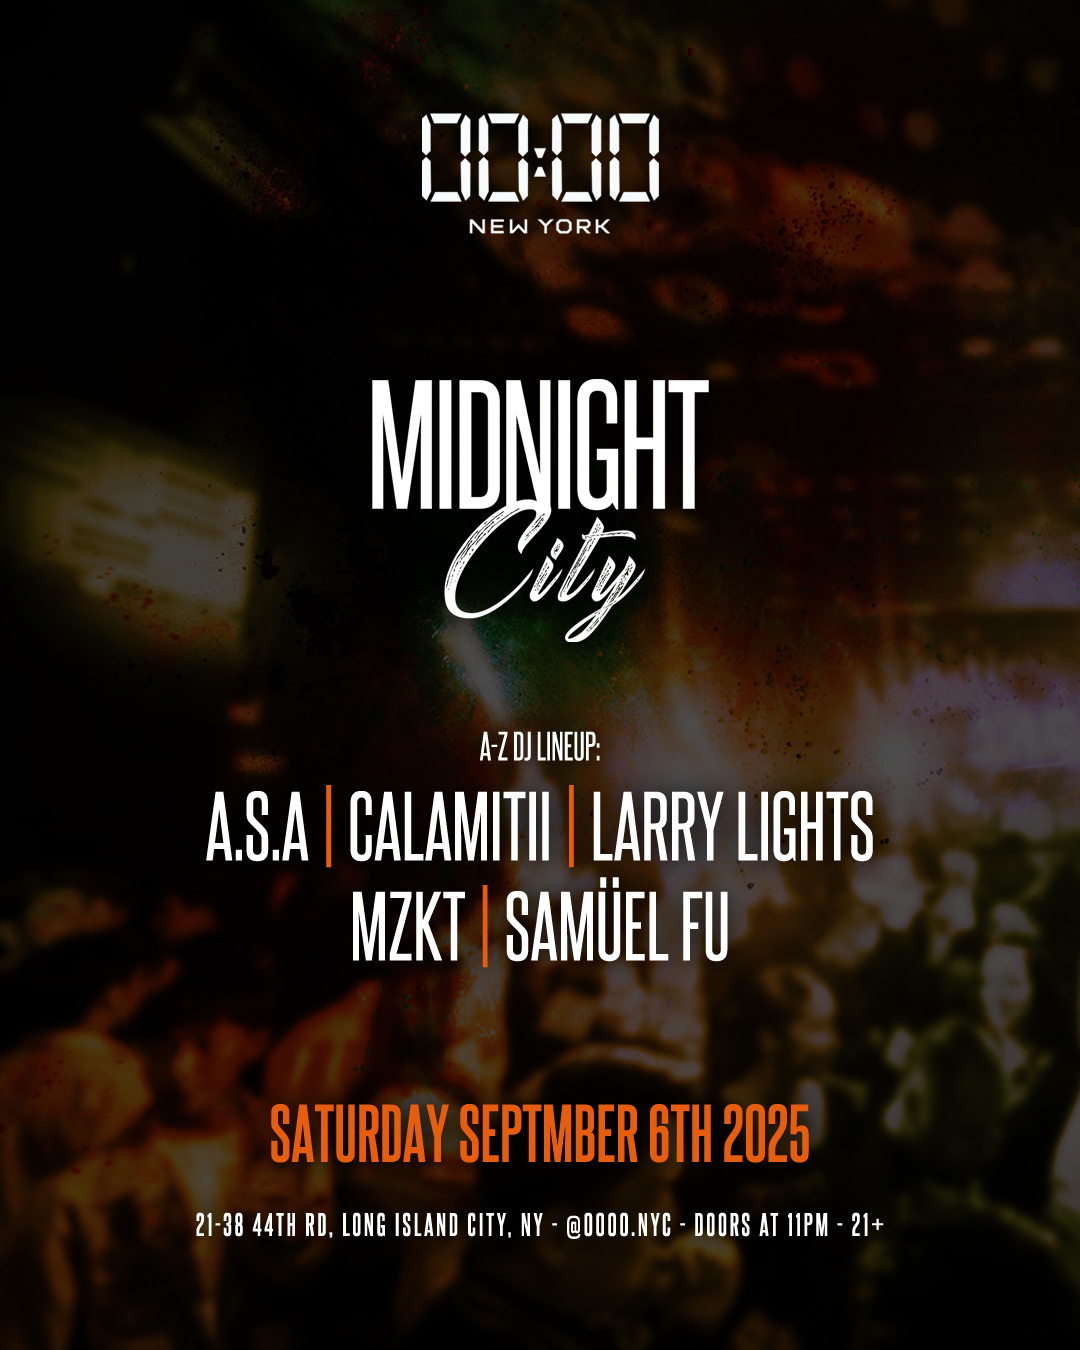 00:00
NEW YORK
MIDNIGHT
City
A-Z DJ LINEUP:
A.S.A | CALAMITII | LARRY LIGHTS
MZKT | SAMÜEL FU
SATURDAY SEPTMBER 6TH 2025
21-38 44TH RD, LONG ISLAND CITY, NY - @0000.NYC - DOORS AT 11PM - 21+